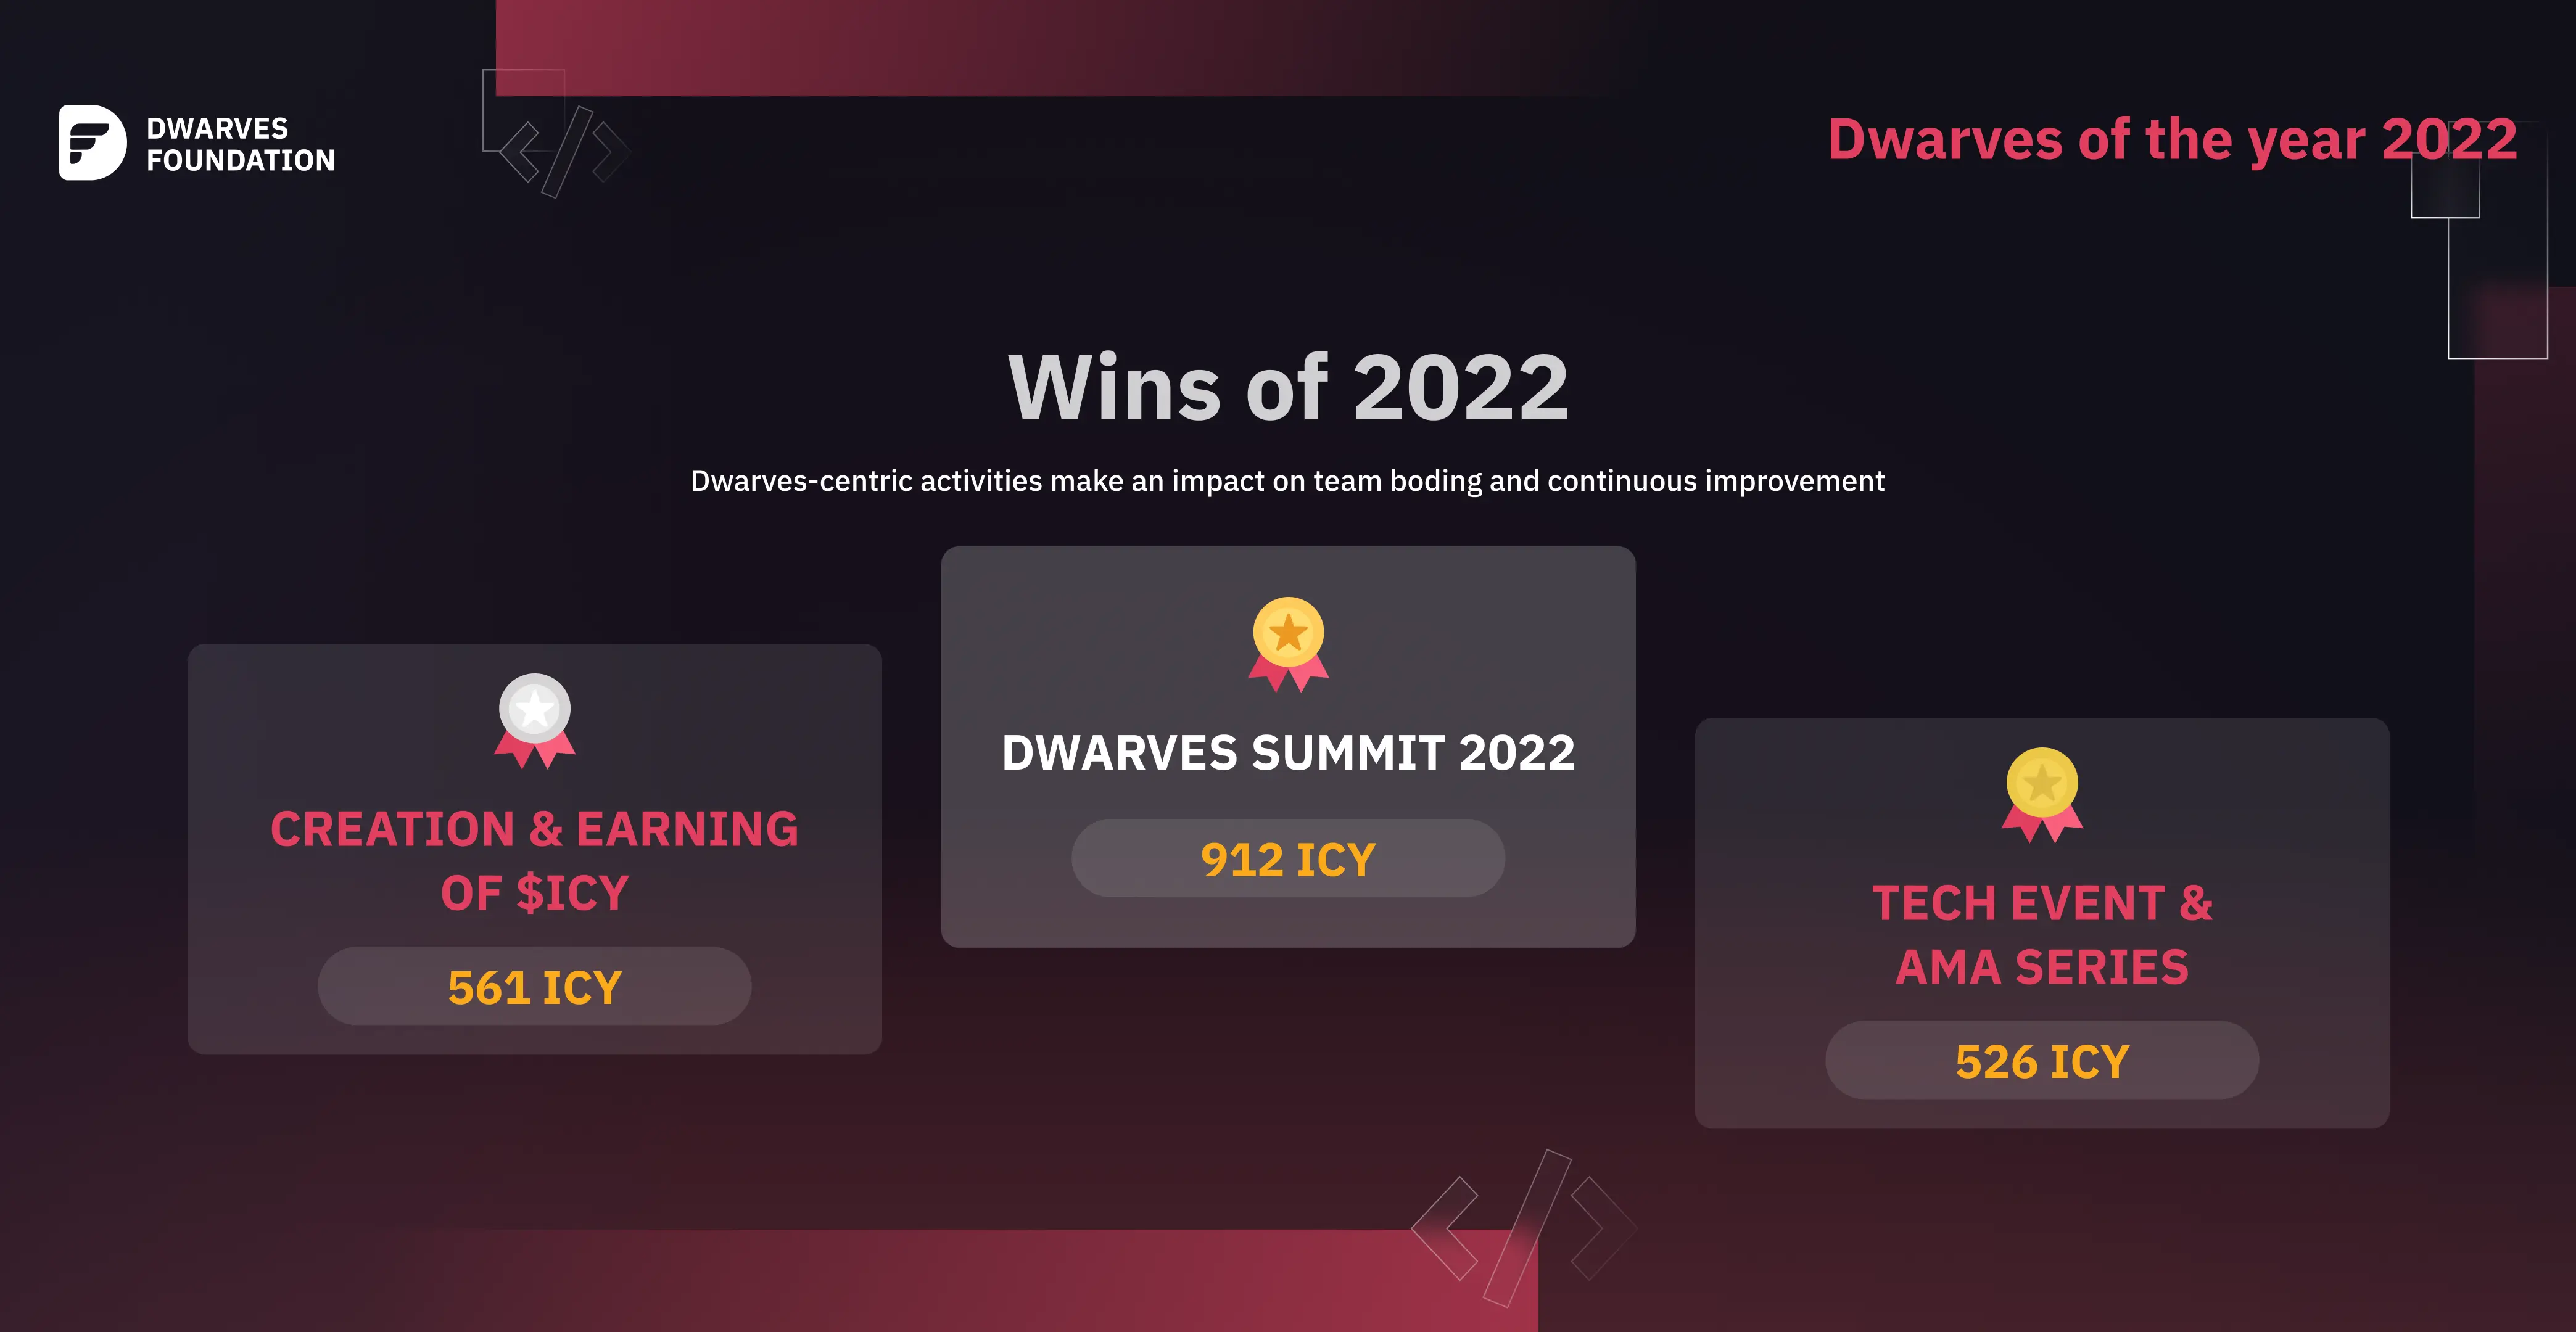 DWARVES
FOUNDATION
Dwarves of the year 2022
Wins of 2022
Dwarves-centric activities make an impact on team boding and continuous improvement
CREATION & EARNING
OF $ICY
561 ICY
DWARVES SUMMIT 2022
912 ICY
TECH EVENT &
AMA SERIES
526 ICY